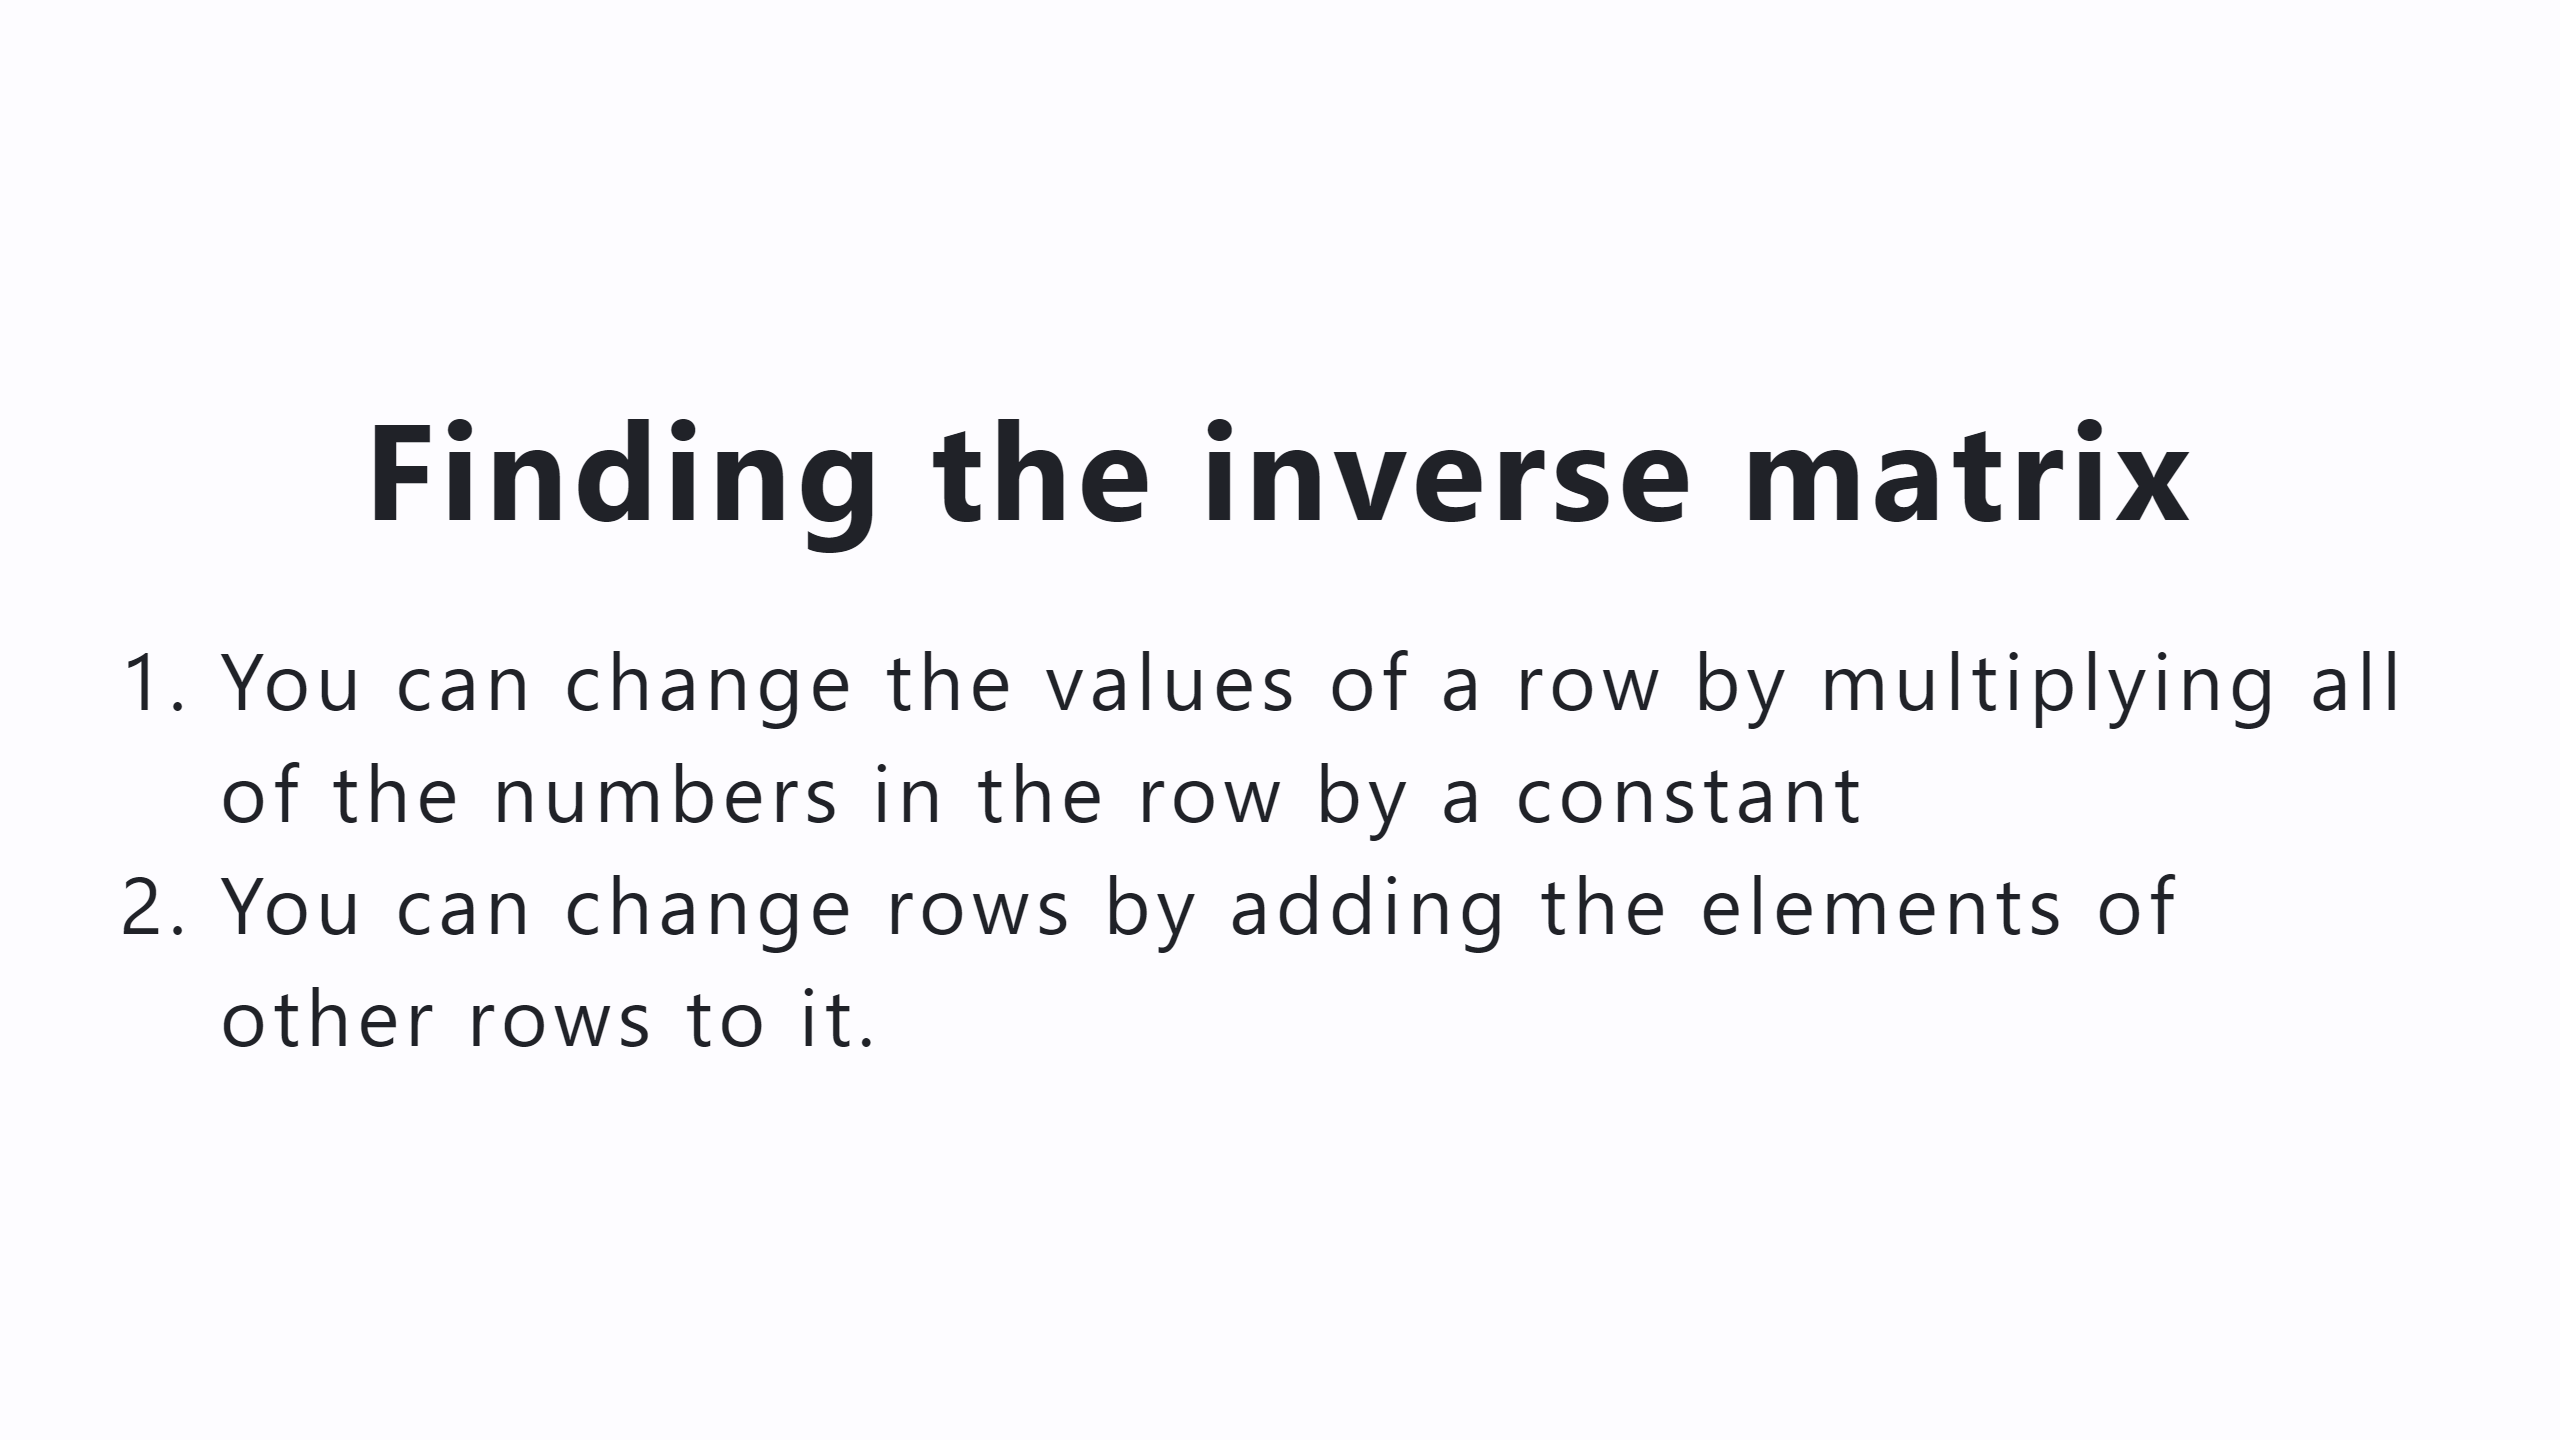 Finding the inverse matrix
1. You can change the values of a row by multiplying all
of the numbers in the row by a constant
2. You can change rows by adding the elements of
other rows to it.